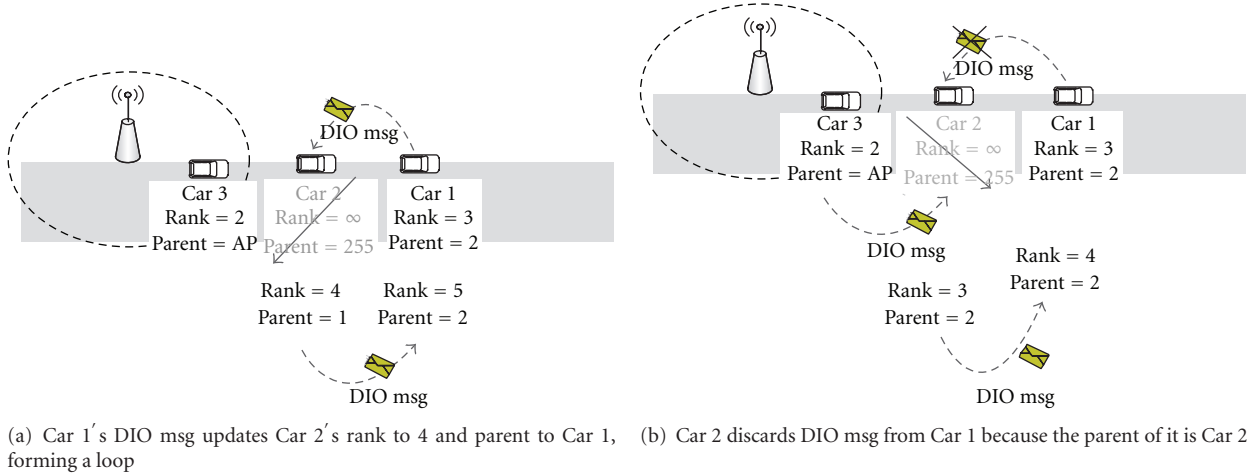 DIO msg
Car 3
Rank = 2
Parent = AP
Car 2
Rank = ∞
Parent = 255
Car 1
Rank = 3
Parent = 2
Rank = 4
Parent = 1
Rank = 5
Parent = 2
DIO msg
(a) Car 1′s DIO msg updates Car 2′s rank to 4 and parent to Car 1,
forming a loop
DIO msg
Car 3
Rank = 2
Parent = AP
Car 2
Rank = ∞
Parent = 255
Car 1
Rank = 3
Parent = 2
DIO msg
Rank = 3
Parent = 2
Rank = 4
Parent = 2
DIO msg
(b) Car 2 discards DIO msg from Car 1 because the parent of it is Car 2